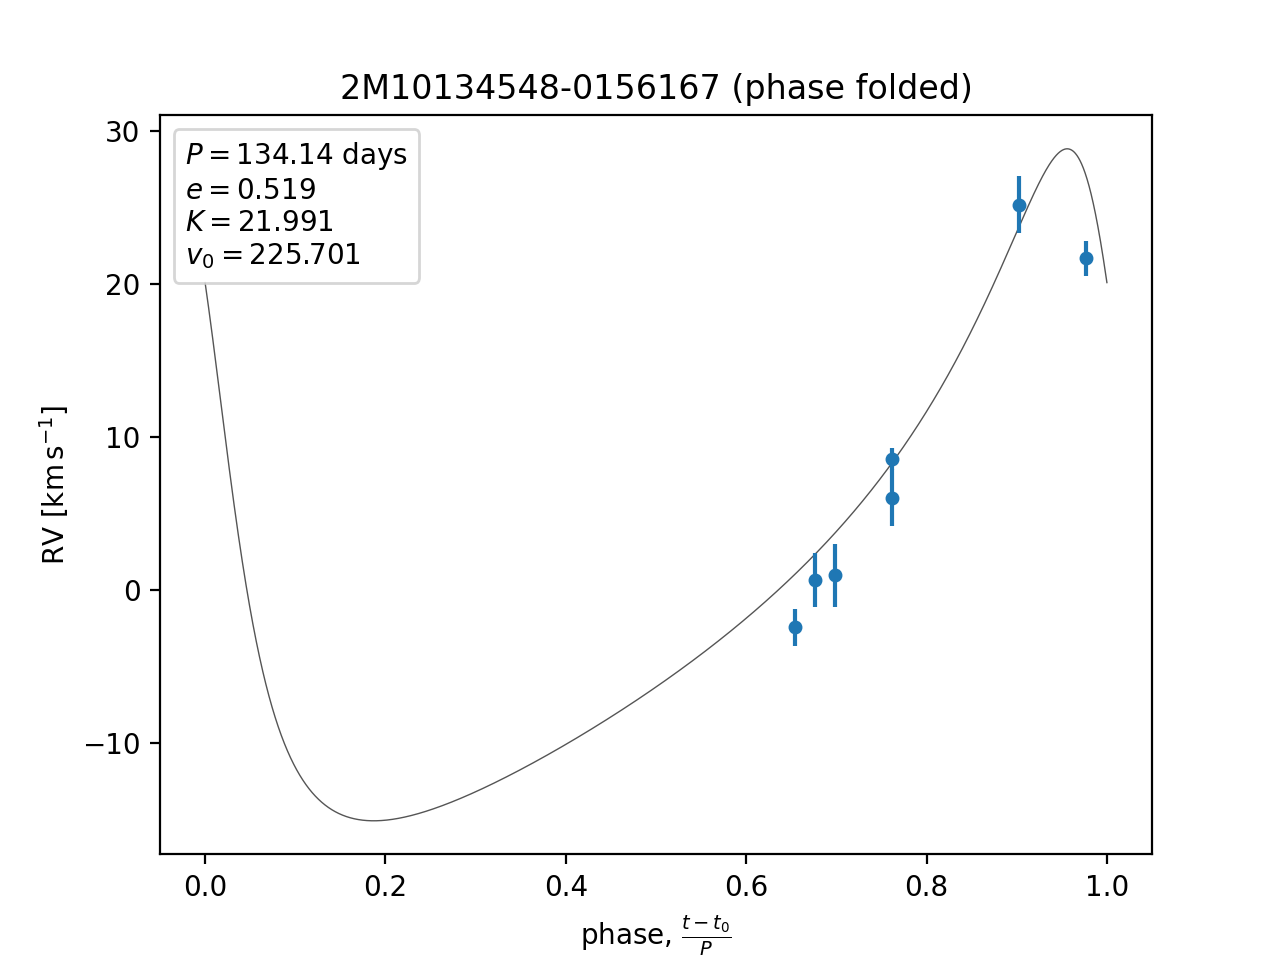 2M10134548-0156167 (phase folded)
P = 134.14 days
e = 0.519
K = 21.991
v₀ = 225.701
30
20
10
0
−10
RV [km s⁻¹]
0.0 0.2 0.4 0.6 0.8 1.0
phase, (t − t₀)/P